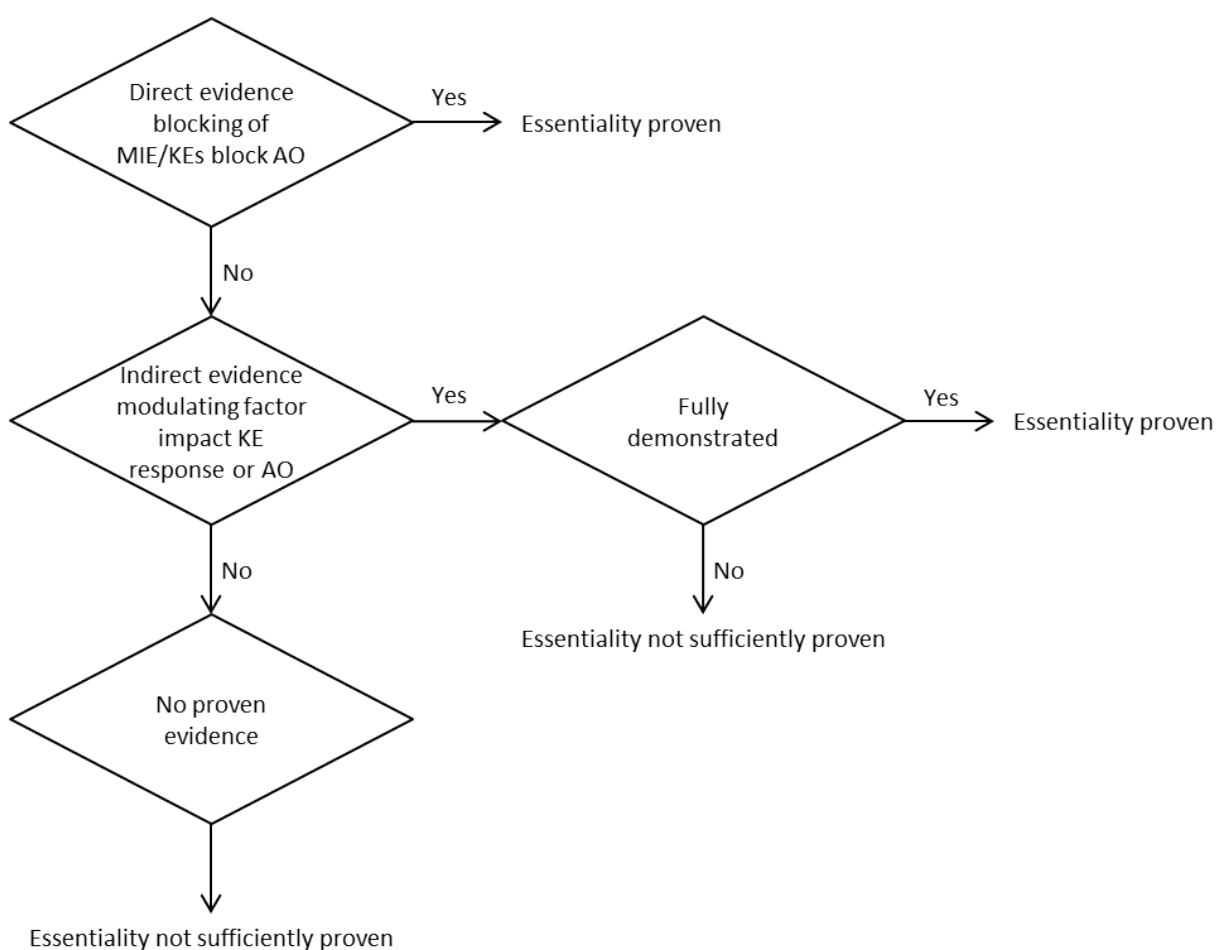 Direct evidence
blocking of
MIE/KEs block AO
Yes
Essentiality proven
No
Indirect evidence
modulating factor
impact KE
response or AO
Yes
Fully
demonstrated
Yes
Essentiality proven
No
No
Essentiality not sufficiently proven
No proven
evidence
Essentiality not sufficiently proven